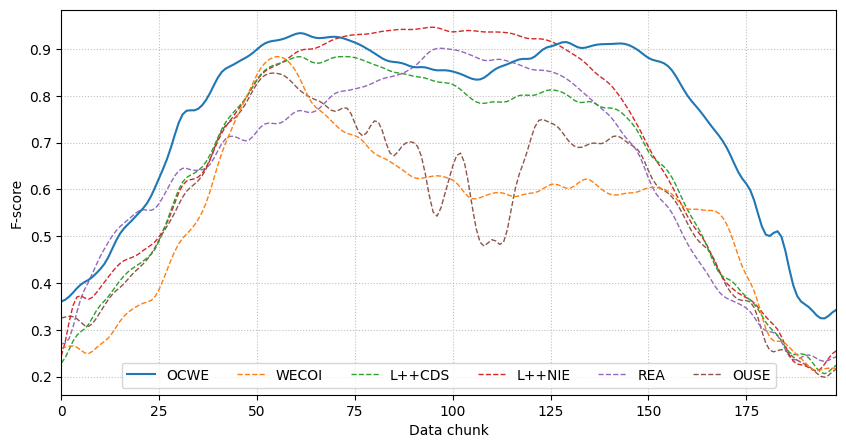 F-score
0.9
0.8
0.7
0.6
0.5
0.4
0.3
0.2
OCWE WECOI L++CDS L++NIE REA OUSE
0 25 50 75 100 125 150 175
Data chunk